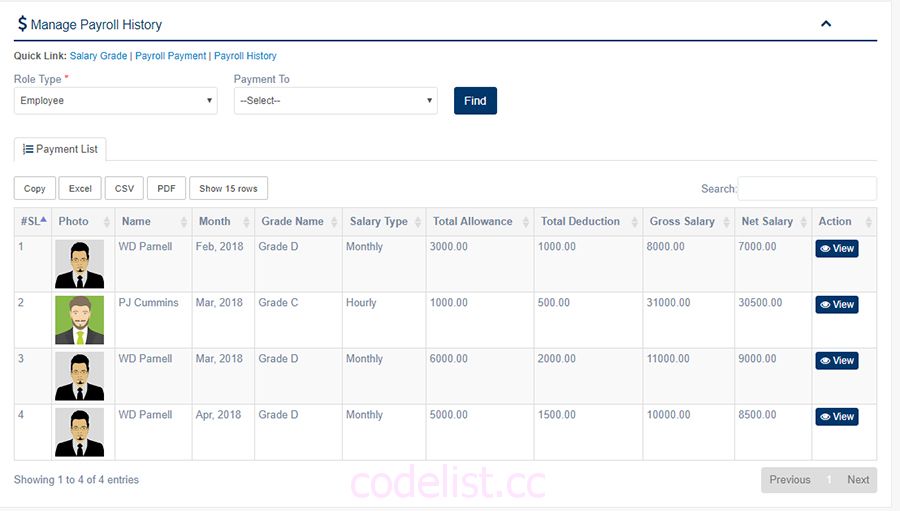 $ Manage Payroll History
Quick Link: Salary Grade | Payroll Payment | Payroll History
Role Type * Payment To
Employee --Select-- Find
Payment List
Copy Excel CSV PDF Show 15 rows Search:
#SL Photo Name Month Grade Name Salary Type Total Allowance Total Deduction Gross Salary Net Salary Action
1 WD Parnell Feb, 2018 Grade D Monthly 3000.00 1000.00 8000.00 7000.00 View
2 PJ Cummins Mar, 2018 Grade C Hourly 1000.00 500.00 31000.00 30500.00 View
3 WD Parnell Mar, 2018 Grade D Monthly 6000.00 2000.00 11000.00 9000.00 View
4 WD Parnell Apr, 2018 Grade D Monthly 5000.00 1500.00 10000.00 8500.00 View
Showing 1 to 4 of 4 entries Previous 1 Next
codelist.cc